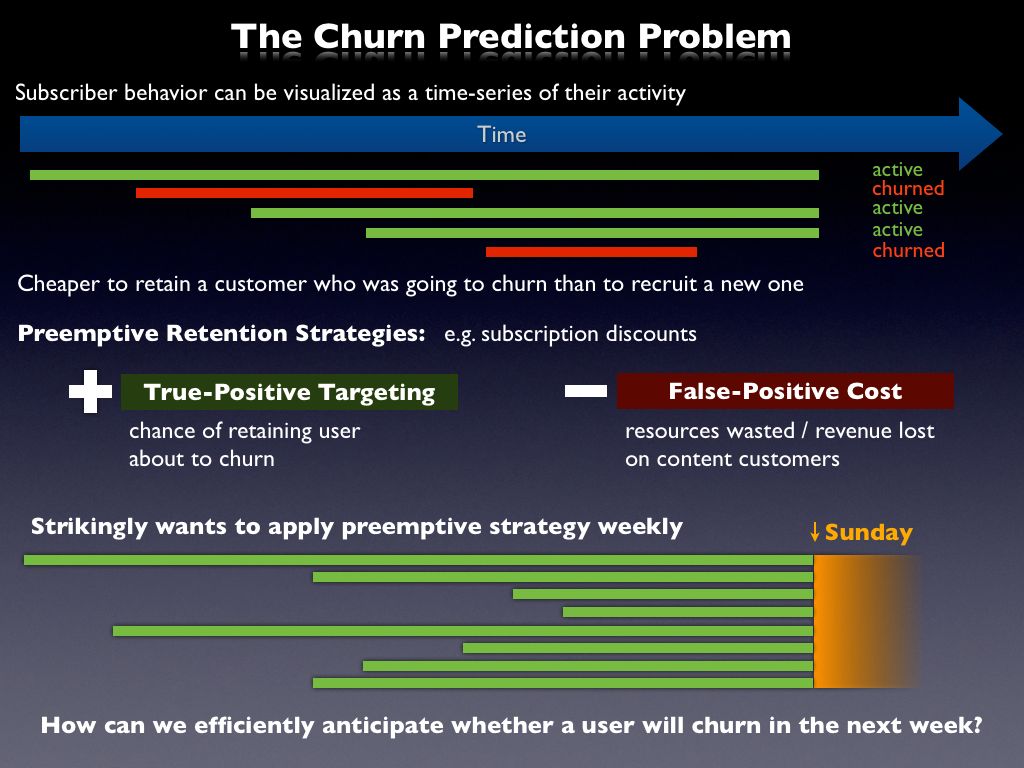 The Churn Prediction Problem
Subscriber behavior can be visualized as a time-series of their activity
Time
active
churned
active
active
churned
Cheaper to retain a customer who was going to churn than to recruit a new one
Preemptive Retention Strategies: e.g. subscription discounts
True-Positive Targeting
chance of retaining user
about to churn
False-Positive Cost
resources wasted / revenue lost
on content customers
Strikingly wants to apply preemptive strategy weekly
↓ Sunday
How can we efficiently anticipate whether a user will churn in the next week?